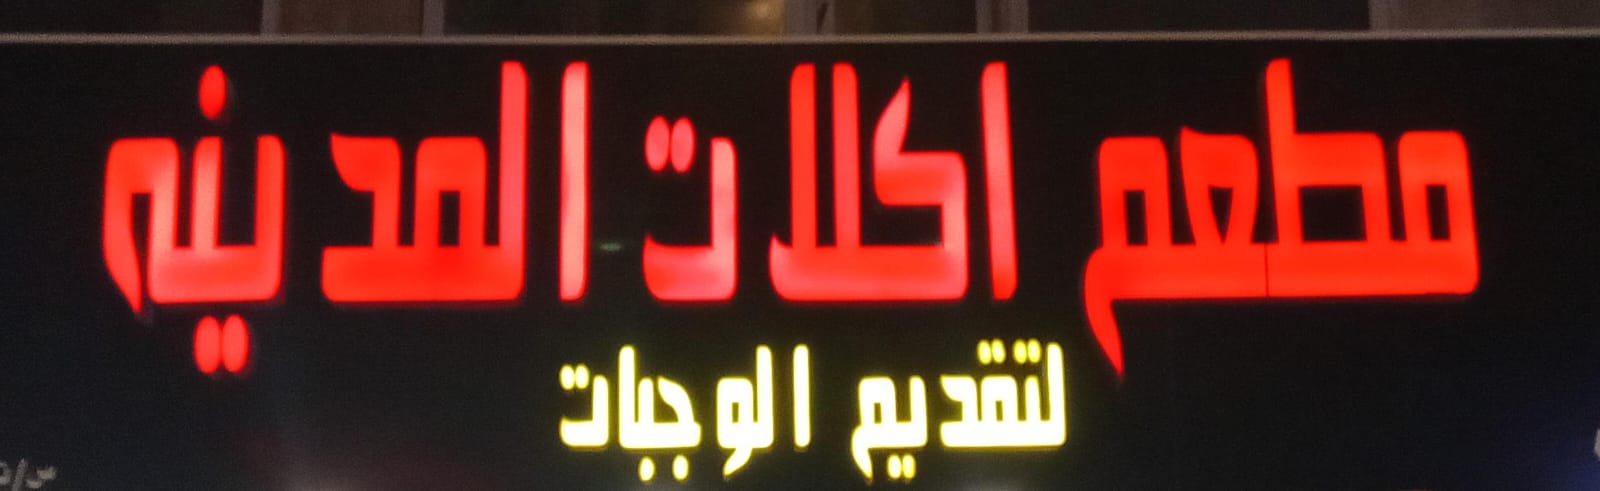 مطعم اكلات المدينه
لتقديم الوجبات